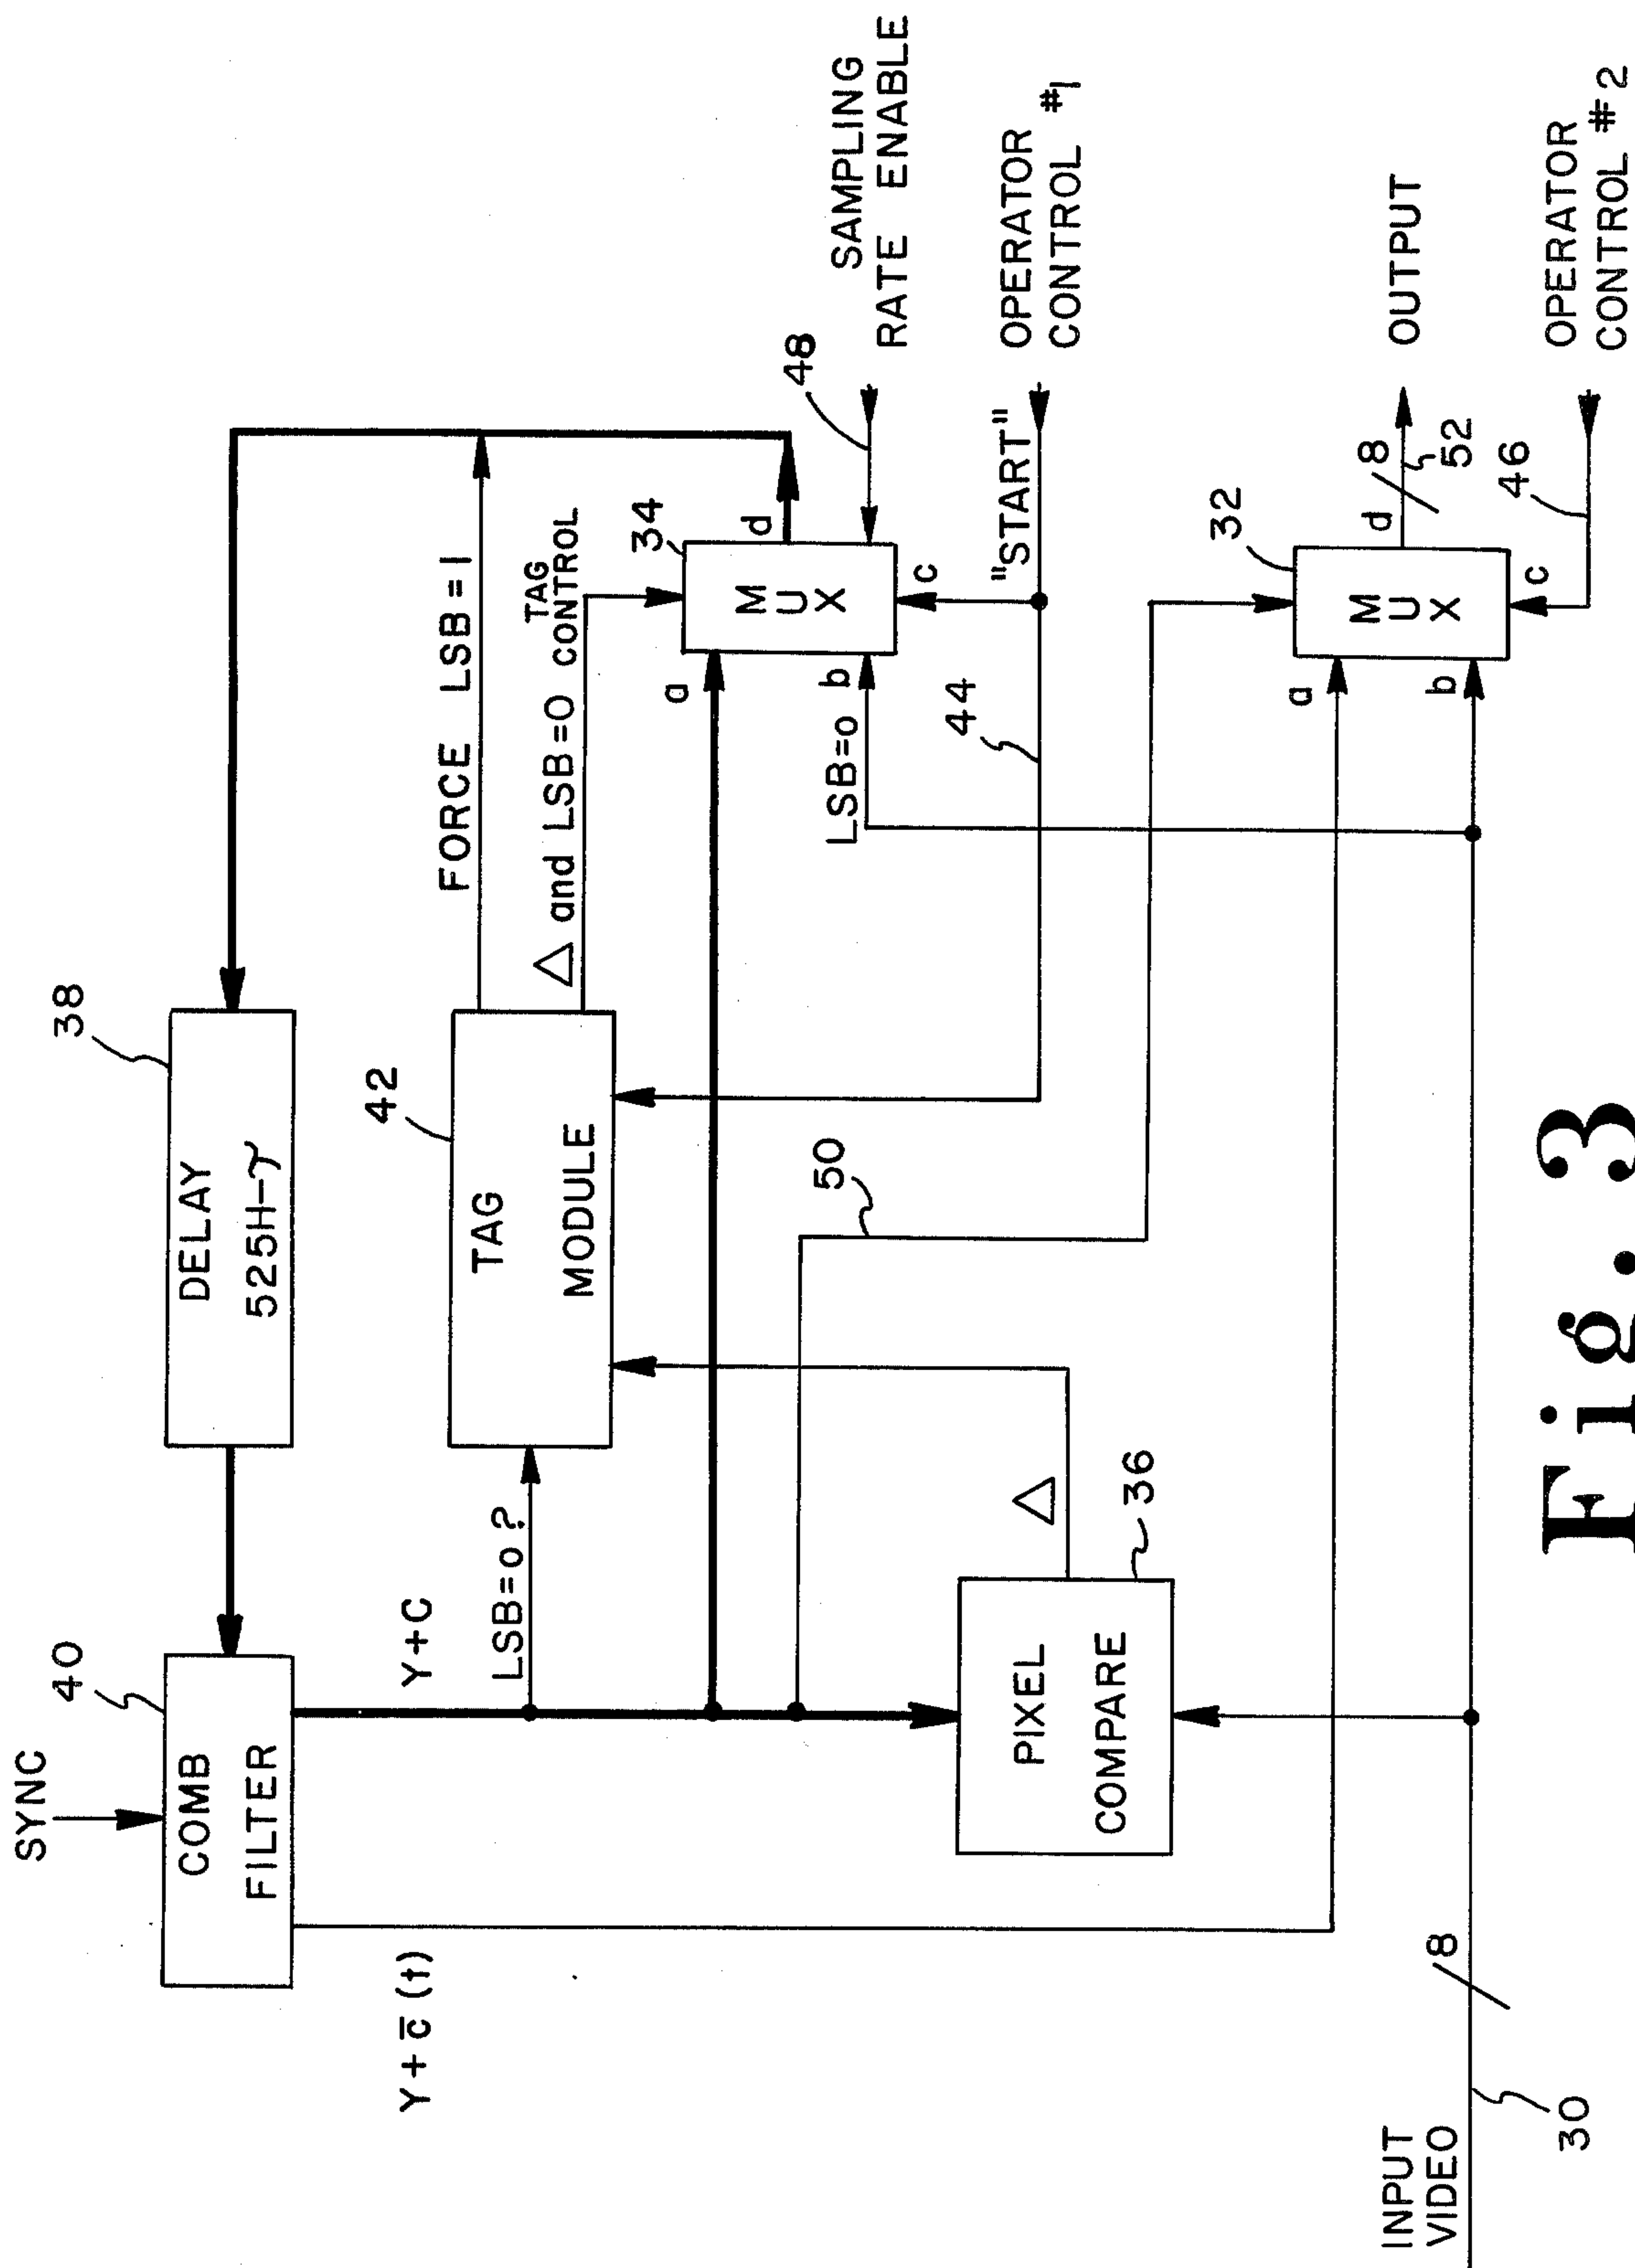 SYNC
40
COMB
FILTER
38
DELAY
525H-τ
Y+C̄ (t)
Y+C
LSB=0 ?
42
TAG
MODULE
FORCE LSB=1
△ and LSB=0
TAG
CONTROL
34
a
MUX
d
b
c
LSB=0
48
SAMPLING
RATE ENABLE
44
"START"
OPERATOR
CONTROL #1
50
△
PIXEL
COMPARE
36
32
a
MUX
d
b
c
8
52
OUTPUT
46
OPERATOR
CONTROL #2
INPUT
VIDEO
8
30
Fig. 3